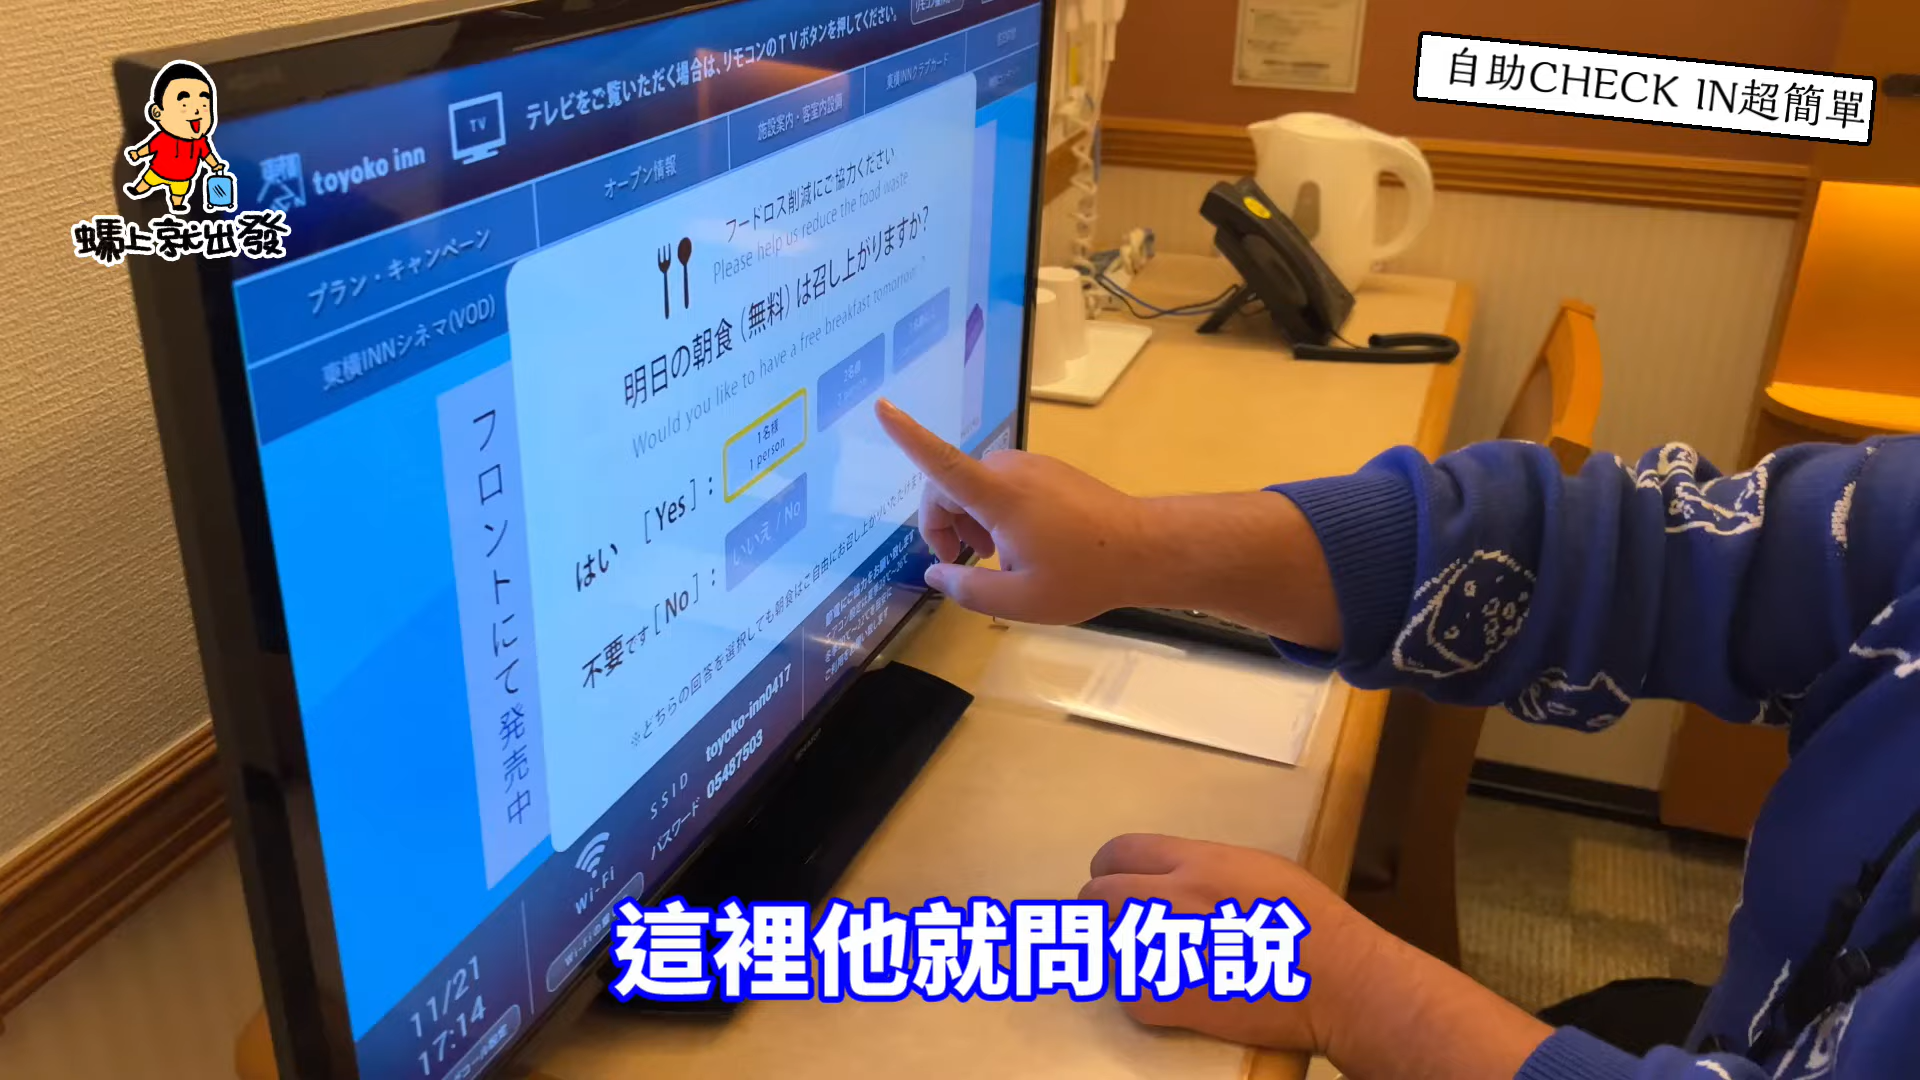 自助CHECK IN超簡單
テレビをご覧いただく場合は、リモコンのTVボタンを押してください。
TV
toyoko inn
螞上就出發
プラン・キャンペーン
オープン情報
施設案内・客室内設備
東横INNクラブカード
東横INNシネマ(VOD)
フードロス削減にご協力ください
Please help us reduce the food waste
明日の朝食（無料）は召し上がりますか?
Would you like to have a free breakfast tomorrow ?
はい [Yes] :
1名様
1 person
2名様
不要です [No] :
いいえ / No
※どちらの回答を選択しても朝食はご自由にお召し上がりいただけます
フロントにて発売中
SSID toyoko-inn0417
パスワード 05487503
Wi-Fi
11/21
17:14
這裡他就問你說